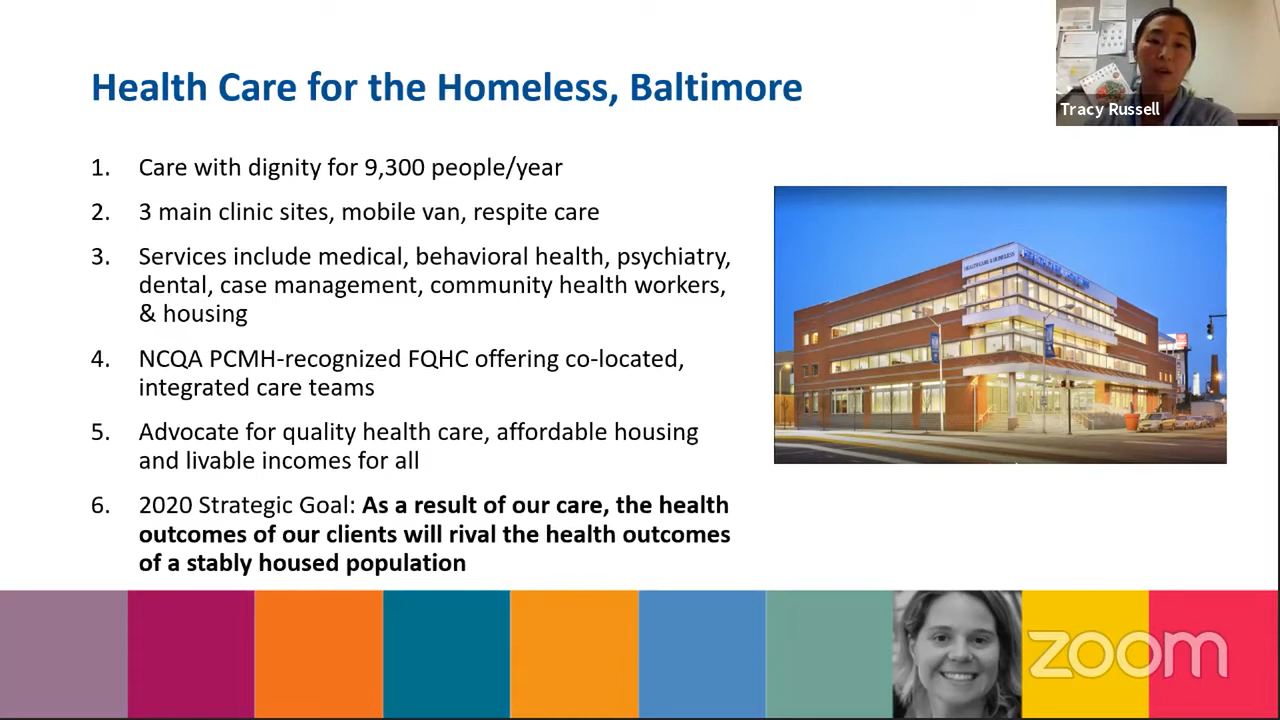 Health Care for the Homeless, Baltimore
Tracy Russell
1. Care with dignity for 9,300 people/year
2. 3 main clinic sites, mobile van, respite care
3. Services include medical, behavioral health, psychiatry,
dental, case management, community health workers,
& housing
4. NCQA PCMH-recognized FQHC offering co-located,
integrated care teams
5. Advocate for quality health care, affordable housing
and livable incomes for all
6. 2020 Strategic Goal: As a result of our care, the health
outcomes of our clients will rival the health outcomes
of a stably housed population
zoom